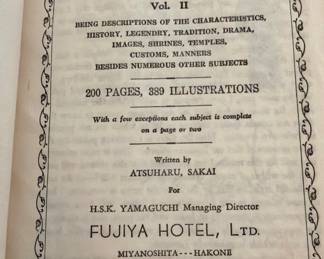 Vol. II
BEING DESCRIPTIONS OF THE CHARACTERISTICS,
HISTORY, LEGENDRY, TRADITION, DRAMA,
IMAGES, SHRINES, TEMPLES,
CUSTOMS, MANNERS
BESIDES NUMEROUS OTHER SUBJECTS
200 PAGES, 389 ILLUSTRATIONS
With a few exceptions each subject is complete
on a page or two
Written by
ATSUHARU, SAKAI
For
H.S.K. YAMAGUCHI Managing Director
FUJIYA HOTEL, LTD.
MIYANOSHITA---HAKONE